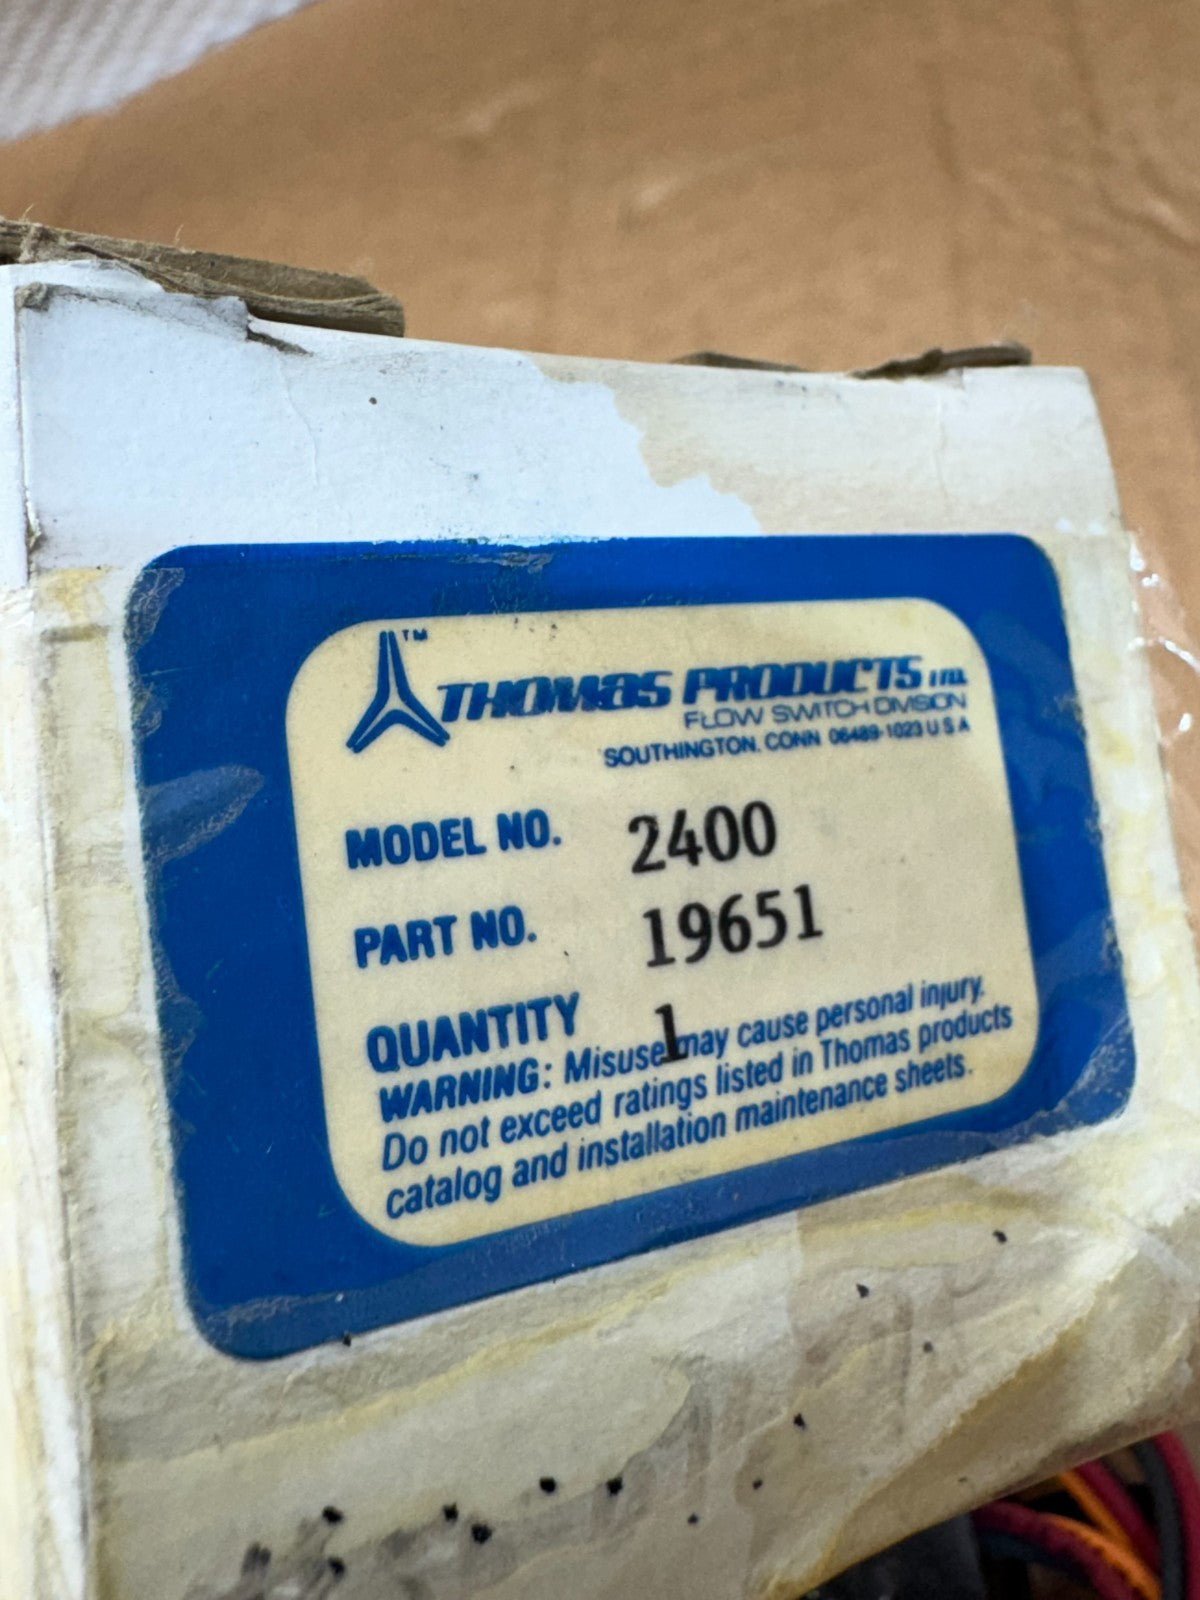 TM
THOMAS PRODUCTS LTD.
FLOW SWITCH DIVISION
SOUTHINGTON, CONN 06489-1023 U S A
MODEL NO. 2400
PART NO. 19651
QUANTITY 1
WARNING: Misuse may cause personal injury.
Do not exceed ratings listed in Thomas products
catalog and installation maintenance sheets.